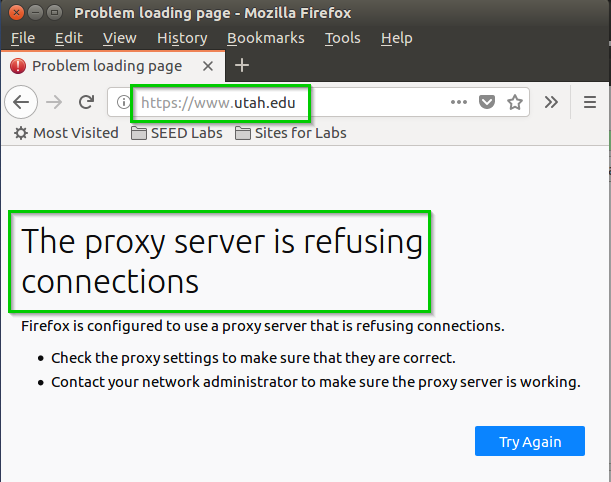 Problem loading page - Mozilla Firefox
File Edit View History Bookmarks Tools Help
Problem loading page
https://www.utah.edu
Most Visited SEED Labs Sites for Labs
The proxy server is refusing
connections
Firefox is configured to use a proxy server that is refusing connections.
Check the proxy settings to make sure that they are correct.
Contact your network administrator to make sure the proxy server is working.
Try Again